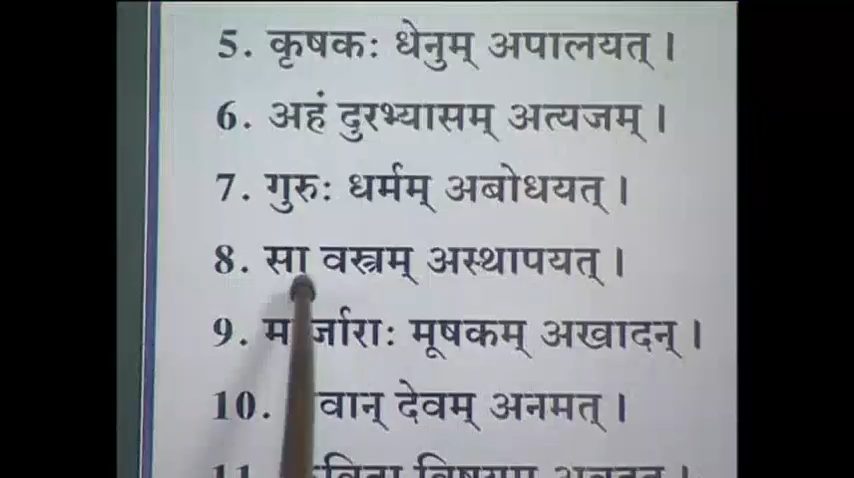 5. कृषकः धेनुम् अपालयत् ।
6. अहं दुरभ्यासम् अत्यजम् ।
7. गुरुः धर्मम् अबोधयत् ।
8. सा वस्त्रम् अस्थापयत् ।
9. मार्जाराः मूषकम् अखादन् ।
10. देवम् अनमत् ।
11.